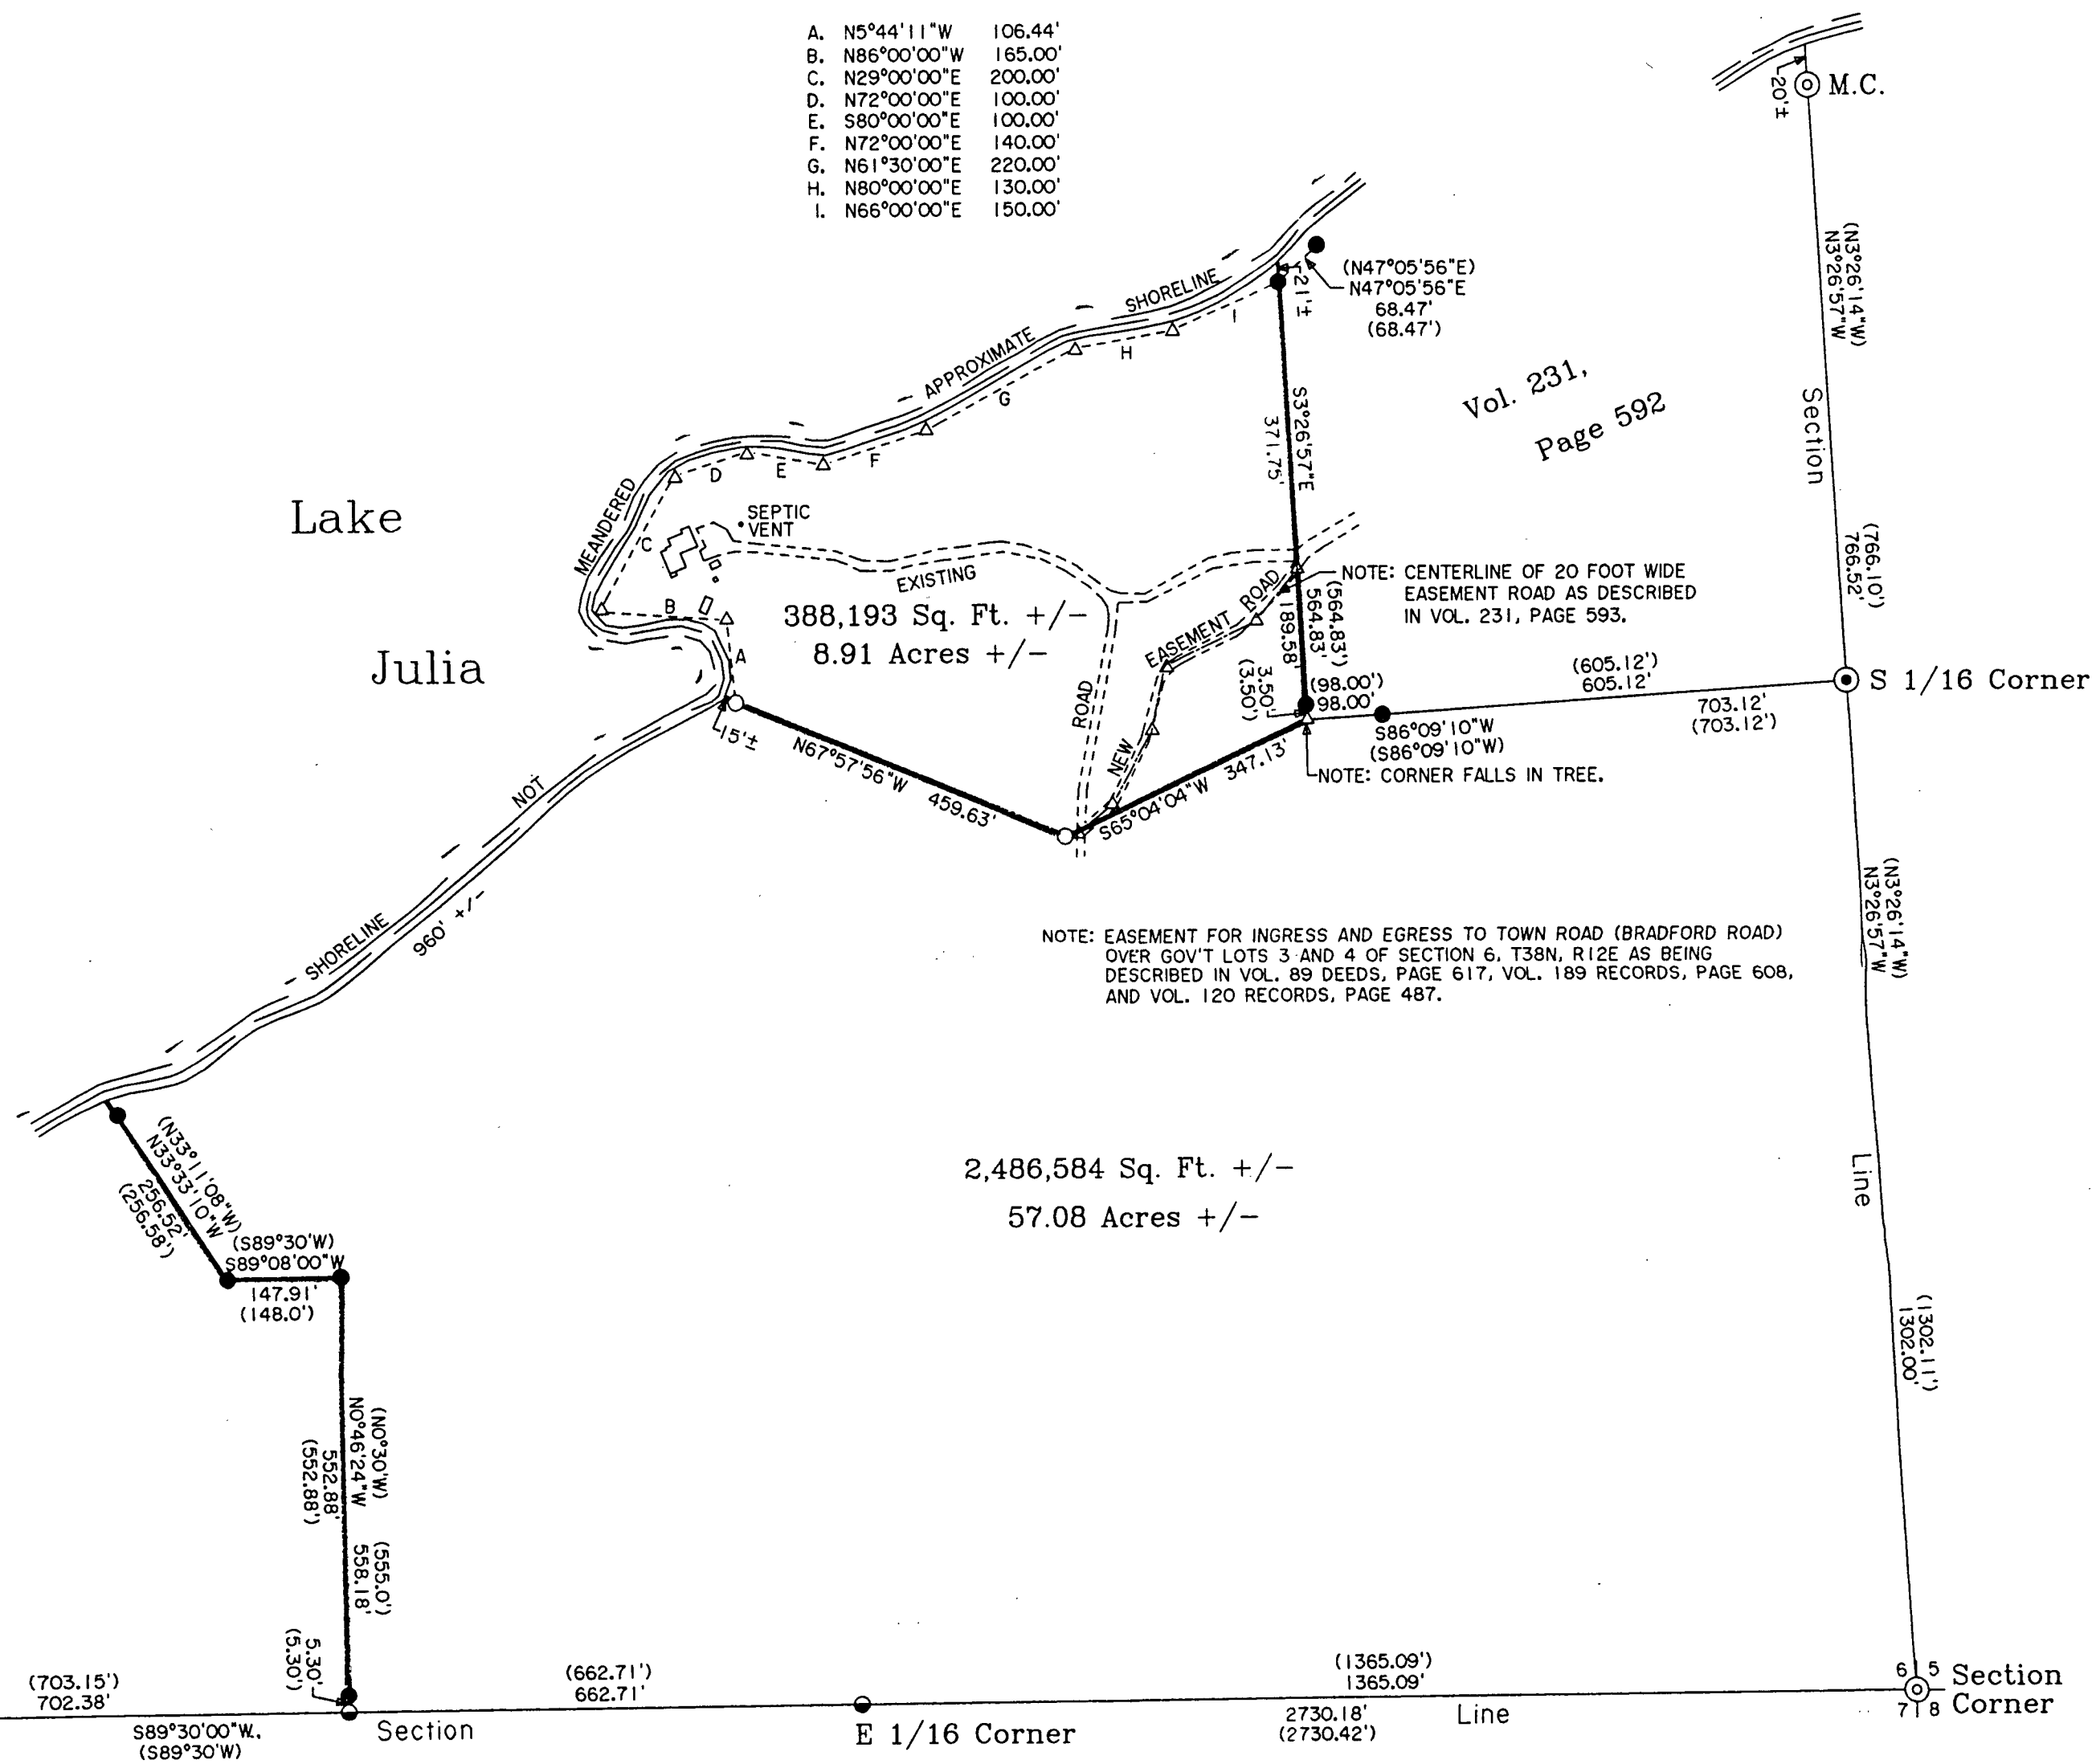 A. N5°44'11"W 106.44'
B. N86°00'00"W 165.00'
C. N29°00'00"E 200.00'
D. N72°00'00"E 100.00'
E. S80°00'00"E 100.00'
F. N72°00'00"E 140.00'
G. N61°30'00"E 220.00'
H. N80°00'00"E 130.00'
I. N66°00'00"E 150.00'
20'±
M.C.
(N3°26'14"W)
N3°26'57"W
Section
(766.10')
766.52'
(N47°05'56"E)
N47°05'56"E
68.47'
(68.47')
21'±
Vol. 231,
Page 592
MEANDERED
APPROXIMATE
SHORELINE
A
B
C
D
E
F
G
H
I
S3°26'57"E
371.75'
Lake
Julia
SEPTIC
VENT
EXISTING
ROAD
388,193 Sq. Ft. +/-
8.91 Acres +/-
NEW
EASEMENT ROAD
NOTE: CENTERLINE OF 20 FOOT WIDE
EASEMENT ROAD AS DESCRIBED
IN VOL. 231, PAGE 593.
189.58'
564.83'
(564.83')
3.50'
(3.50')
(98.00')
98.00'
(605.12')
605.12'
703.12'
(703.12')
S86°09'10"W
(S86°09'10"W)
S 1/16 Corner
NOTE: CORNER FALLS IN TREE.
15'±
N67°57'56"W 459.63'
S65°04'04"W 347.13'
NOT
SHORELINE
960' +/-
(N3°26'14"W)
N3°26'57"W
NOTE: EASEMENT FOR INGRESS AND EGRESS TO TOWN ROAD (BRADFORD ROAD)
OVER GOV'T LOTS 3 AND 4 OF SECTION 6, T38N, R12E AS BEING
DESCRIBED IN VOL. 89 DEEDS, PAGE 617, VOL. 189 RECORDS, PAGE 608,
AND VOL. 120 RECORDS, PAGE 487.
2,486,584 Sq. Ft. +/-
57.08 Acres +/-
Line
(1302.11')
1302.00'
(N33°11'08"W)
N33°33'10"W
256.52'
(256.58')
(S89°30'W)
S89°08'00"W
147.91'
(148.0')
(N0°30'W)
N0°46'24"W
552.88'
(552.88')
(555.0')
558.18'
5.30'
(5.30')
(703.15')
702.38'
S89°30'00"W
(S89°30'W)
Section
(662.71')
662.71'
E 1/16 Corner
(1365.09')
1365.09'
2730.18'
(2730.42')
Line
6 5
7 8
Section
Corner